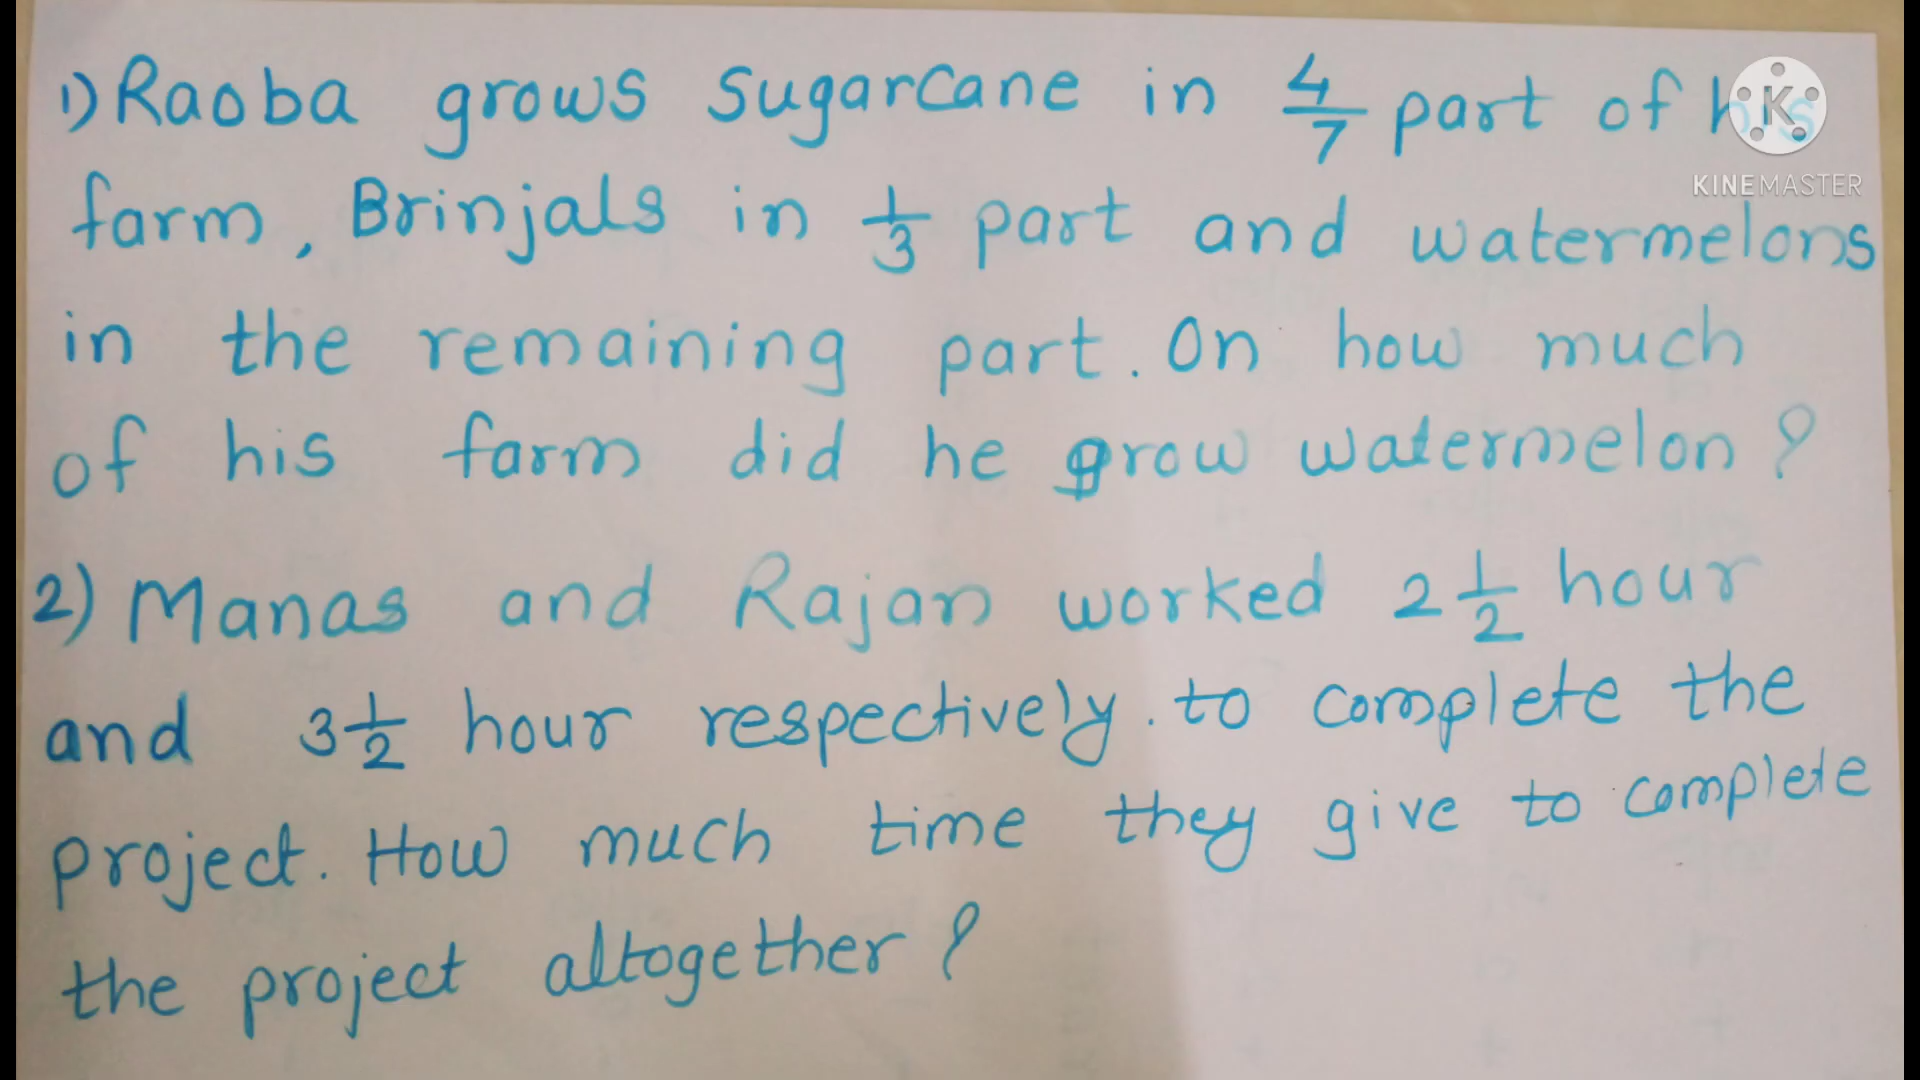 1) Raoba grows sugarcane in 4/7 part of his
KINEMASTER
farm, Brinjals in 1/3 part and watermelons
in the remaining part. On how much
of his farm did he grow watermelon?
2) Manas and Rajan worked 2 1/2 hour
and 3 1/2 hour respectively. to complete the
project. How much time they give to complete
the project altogether?